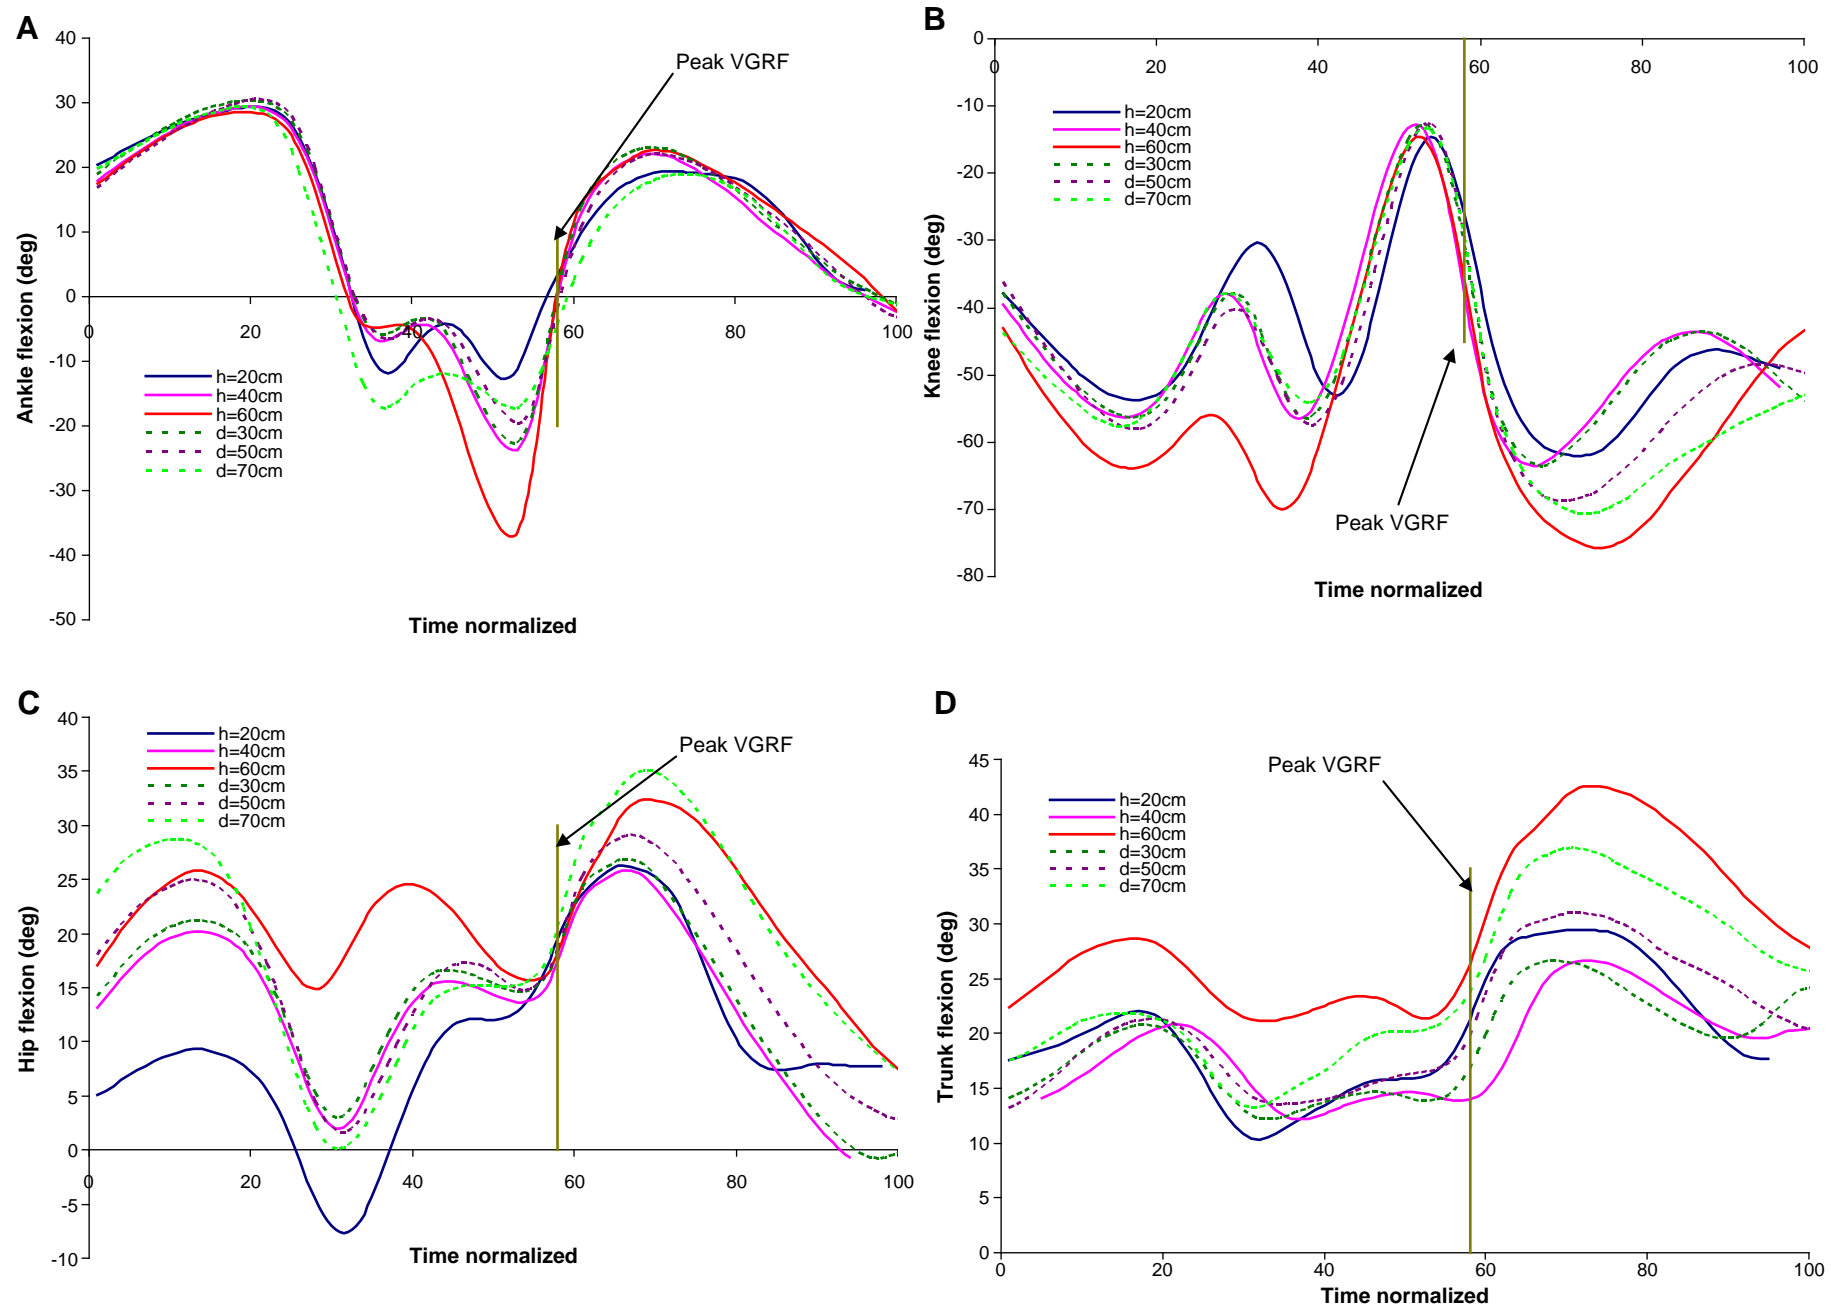 A
40
30
20
10
0
-10
-20
-30
-40
-50
0
20
40
60
80
100
Ankle flexion (deg)
Time normalized
Peak VGRF
h=20cm
h=40cm
h=60cm
d=30cm
d=50cm
d=70cm
B
0
-10
-20
-30
-40
-50
-60
-70
-80
0
20
40
60
80
100
Knee flexion (deg)
Time normalized
Peak VGRF
h=20cm
h=40cm
h=60cm
d=30cm
d=50cm
d=70cm
C
40
35
30
25
20
15
10
5
0
-5
-10
0
20
40
60
80
100
Hip flexion (deg)
Time normalized
Peak VGRF
h=20cm
h=40cm
h=60cm
d=30cm
d=50cm
d=70cm
D
45
40
35
30
25
20
15
10
5
0
0
20
40
60
80
100
Trunk flexion (deg)
Time normalized
Peak VGRF
h=20cm
h=40cm
h=60cm
d=30cm
d=50cm
d=70cm